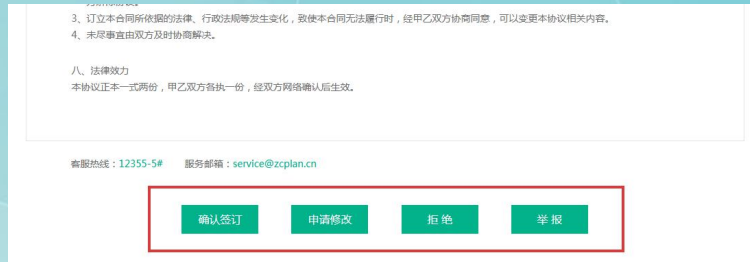 3、订立本合同所依据的法律、行政法规等发生变化，致使本合同无法履行时，经甲乙双方协商同意，可以变更本协议相关内容。
4、未尽事宜由双方及时协商解决。
八、法律效力
本协议正本一式两份，甲乙双方各执一份，经双方网络确认后生效。
客服热线：12355-5# 服务邮箱：service@zcplan.cn
确认签订 申请修改 拒 绝 举 报